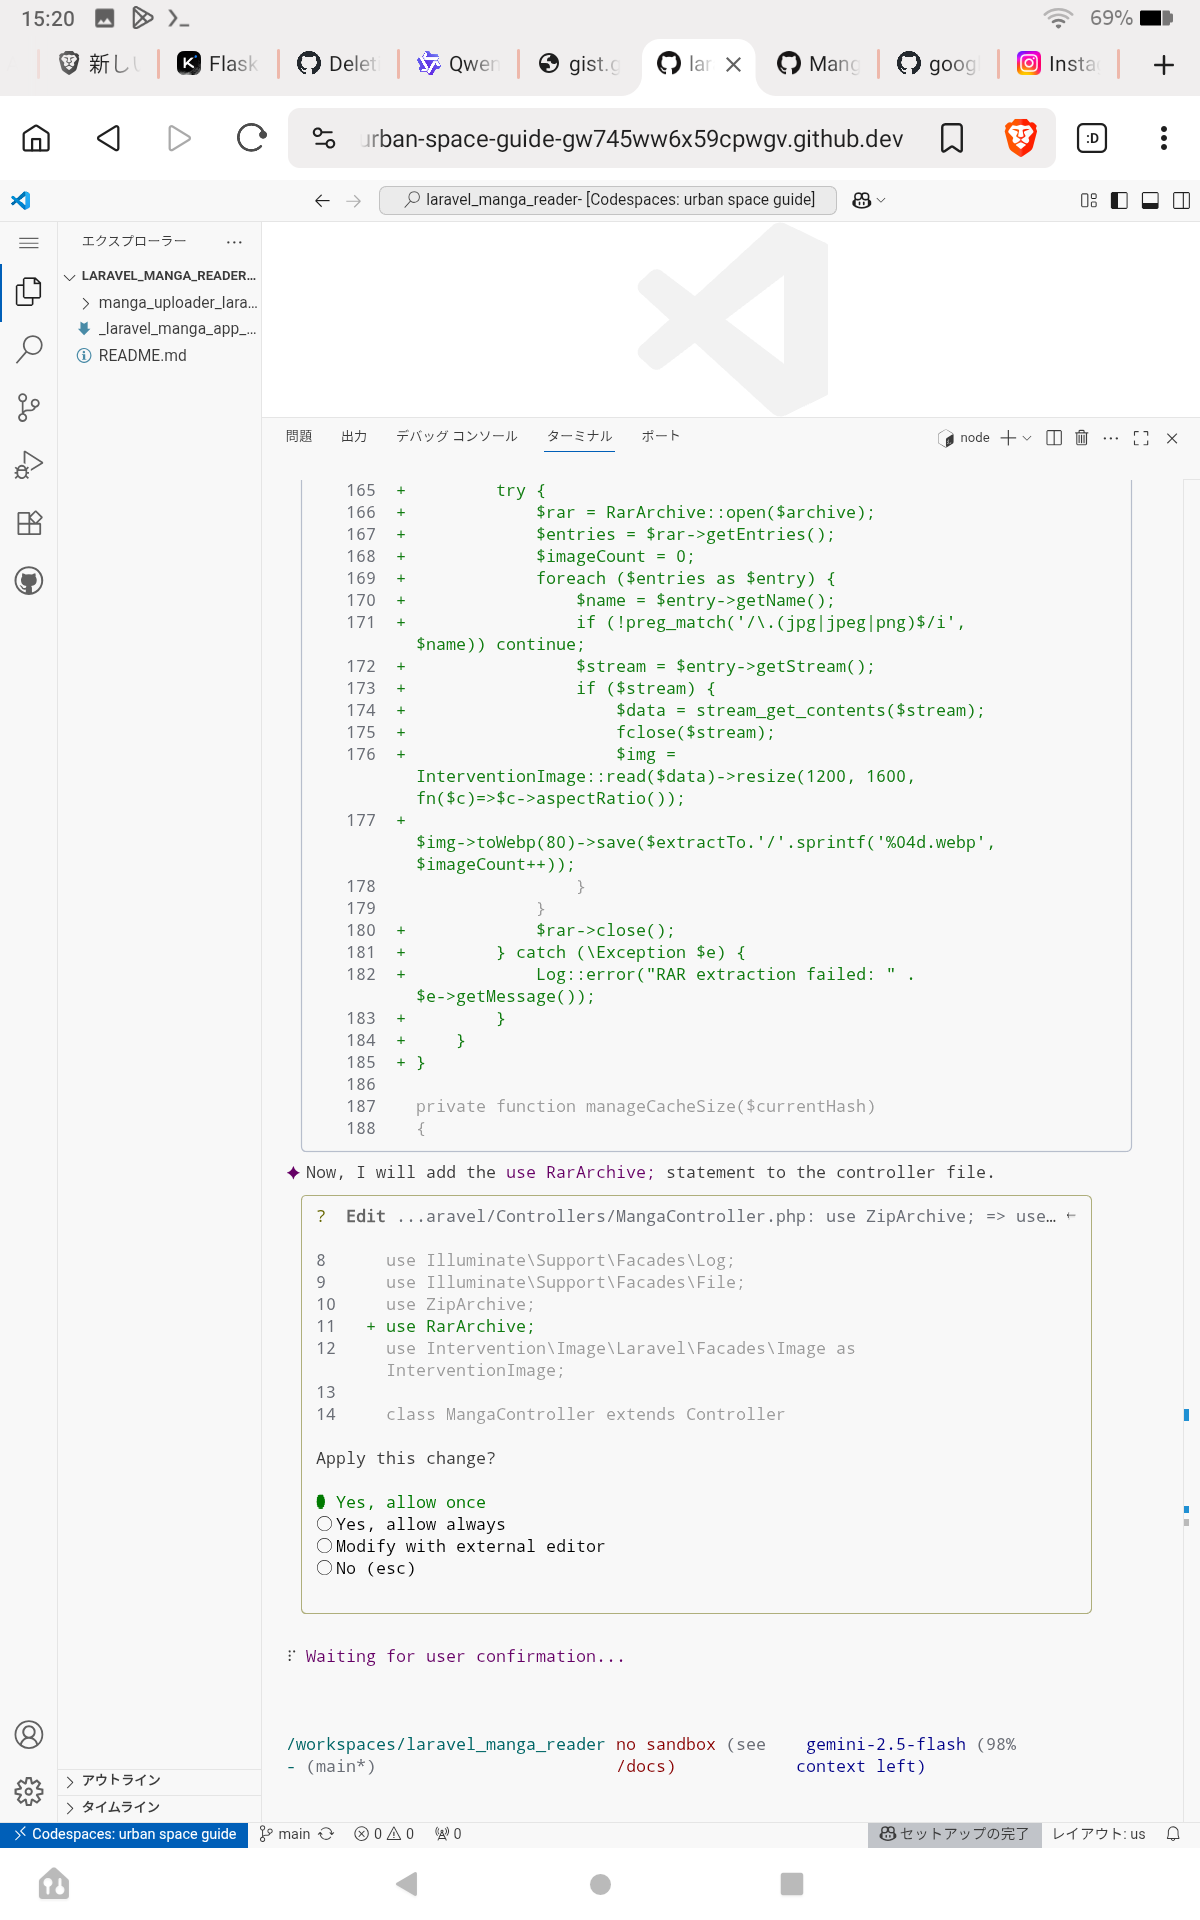 15:20
69%
新し
Flask
Delet
Qwen
gist.g
lar
Mang
goog
Insta
urban-space-guide-gw745ww6x59cpwgv.github.dev
:D
laravel_manga_reader- [Codespaces: urban space guide]
エクスプローラー
LARAVEL_MANGA_READER...
manga_uploader_lara...
_laravel_manga_app_...
README.md
問題 出力 デバッグ コンソール ターミナル ポート
node
165 + try {
166 + $rar = RarArchive::open($archive);
167 + $entries = $rar->getEntries();
168 + $imageCount = 0;
169 + foreach ($entries as $entry) {
170 + $name = $entry->getName();
171 + if (!preg_match('/\.(jpg|jpeg|png)$/i',
$name)) continue;
172 + $stream = $entry->getStream();
173 + if ($stream) {
174 + $data = stream_get_contents($stream);
175 + fclose($stream);
176 + $img =
InterventionImage::read($data)->resize(1200, 1600,
fn($c)=>$c->aspectRatio());
177 +
$img->toWebp(80)->save($extractTo.'/'.sprintf('%04d.webp',
$imageCount++));
178 }
179 }
180 + $rar->close();
181 + } catch (\Exception $e) {
182 + Log::error("RAR extraction failed: " .
$e->getMessage());
183 + }
184 + }
185 + }
186
187 private function manageCacheSize($currentHash)
188 {
✦ Now, I will add the use RarArchive; statement to the controller file.
? Edit ...aravel/Controllers/MangaController.php: use ZipArchive; => use… ←
8 use Illuminate\Support\Facades\Log;
9 use Illuminate\Support\Facades\File;
10 use ZipArchive;
11 + use RarArchive;
12 use Intervention\Image\Laravel\Facades\Image as
InterventionImage;
13
14 class MangaController extends Controller
Apply this change?
Yes, allow once
Yes, allow always
Modify with external editor
No (esc)
Waiting for user confirmation...
/workspaces/laravel_manga_reader no sandbox (see gemini-2.5-flash (98%
- (main*) /docs) context left)
アウトライン
タイムライン
Codespaces: urban space guide
main
0 0
0
セットアップの完了
レイアウト: us